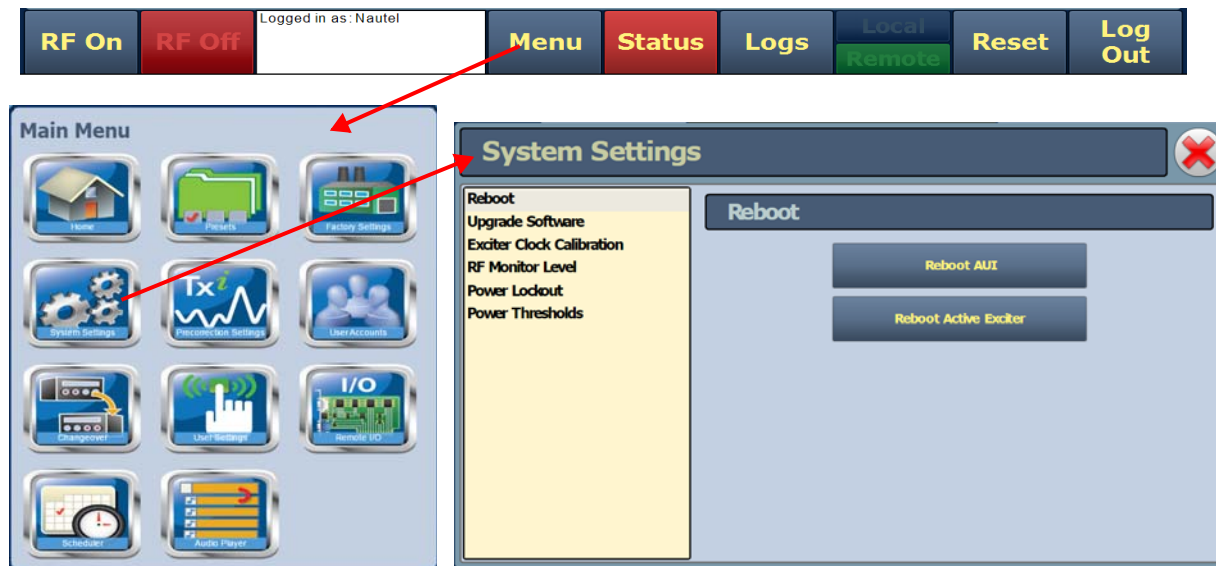 RF On
RF Off
Logged in as: Nautel
Menu
Status
Logs
Local
Remote
Reset
Log
Out
Main Menu
Home
Presets
Factory Settings
System Settings
Tx i
Precorrection Settings
User Accounts
Changeover
User Settings
I/O
Remote I/O
Scheduler
Audio Player
System Settings
Reboot
Upgrade Software
Exciter Clock Calibration
RF Monitor Level
Power Lockout
Power Thresholds
Reboot
Reboot AUI
Reboot Active Exciter